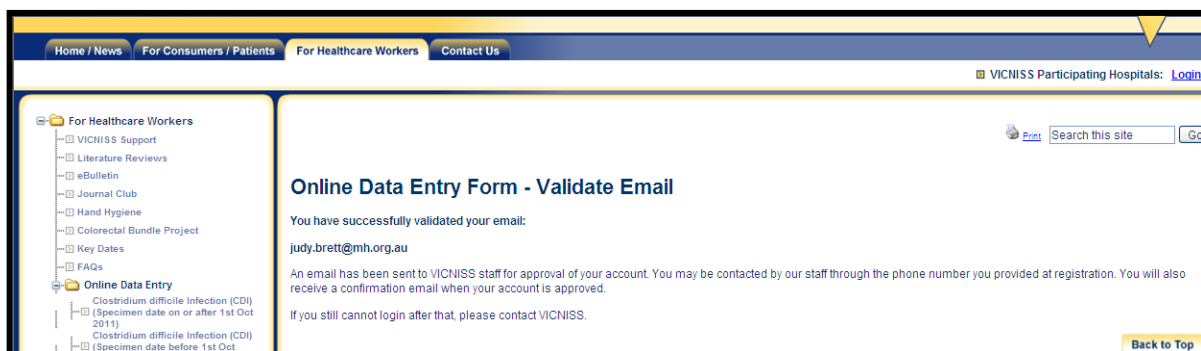 Home / News For Consumers / Patients For Healthcare Workers Contact Us
VICNISS Participating Hospitals: Login
For Healthcare Workers
VICNISS Support
Literature Reviews
eBulletin
Journal Club
Hand Hygiene
Colorectal Bundle Project
Key Dates
FAQs
Online Data Entry
Clostridium difficile Infection (CDI)
(Specimen date on or after 1st Oct
2011)
Clostridium difficile Infection (CDI)
(Specimen date before 1st Oct
Print Search this site Go
Online Data Entry Form - Validate Email
You have successfully validated your email:
judy.brett@mh.org.au
An email has been sent to VICNISS staff for approval of your account. You may be contacted by our staff through the phone number you provided at registration. You will also
receive a confirmation email when your account is approved.
If you still cannot login after that, please contact VICNISS.
Back to Top